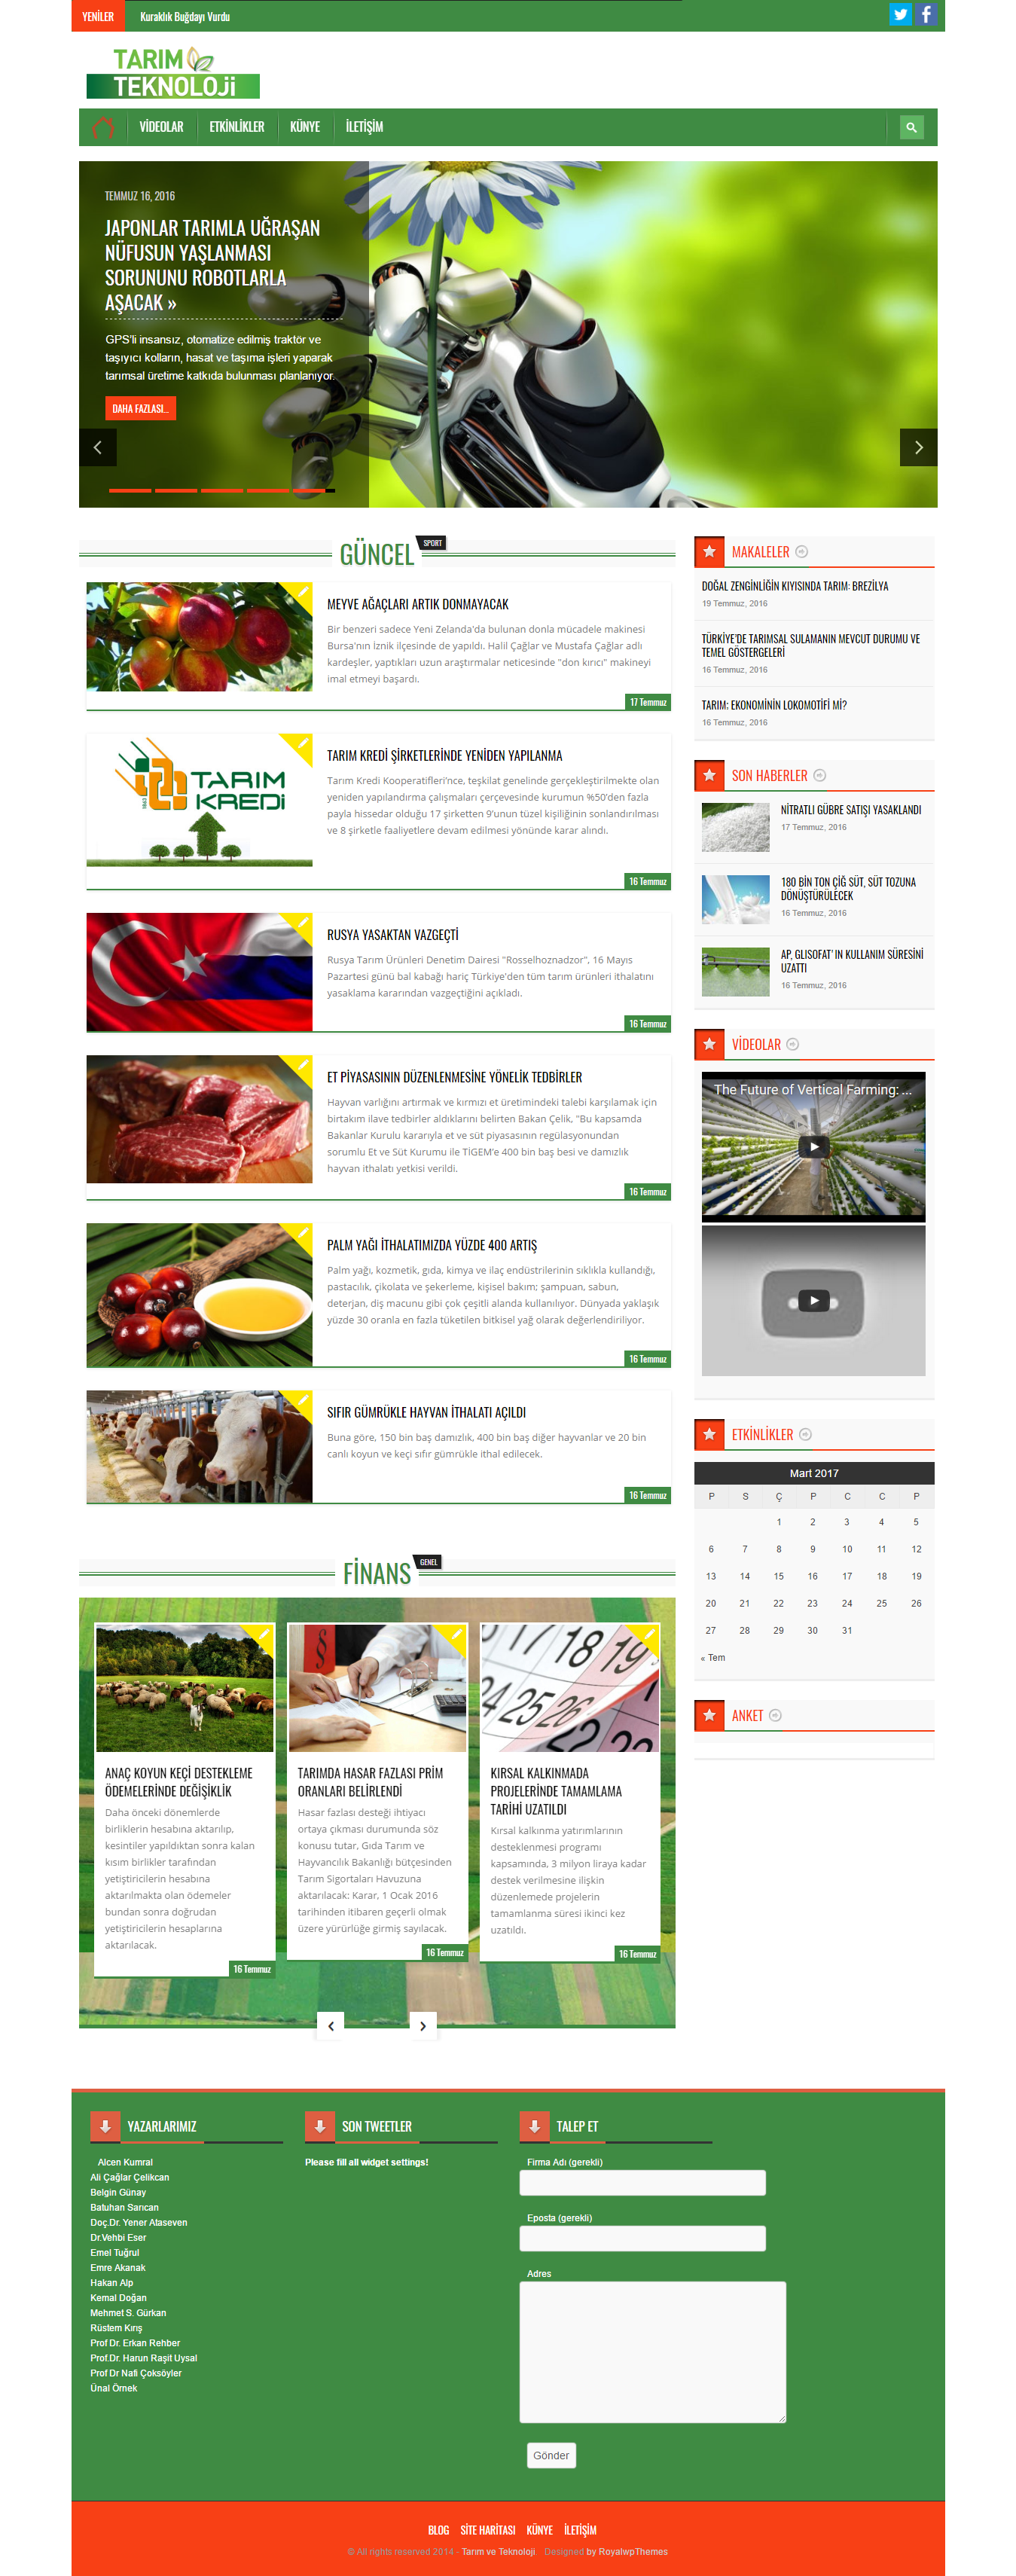 YENİLER
Kuraklık Buğdayı Vurdu
TARIM
TEKNOLOJi
VİDEOLAR
ETKİNLİKLER
KÜNYE
İLETİŞİM
TEMMUZ 16, 2016
JAPONLAR TARIMLA UĞRAŞAN
NÜFUSUN YAŞLANMASI
SORUNUNU ROBOTLARLA
AŞACAK »
GPS'li insansız, otomatize edilmiş traktör ve
taşıyıcı kolların, hasat ve taşıma işleri yaparak
tarımsal üretime katkıda bulunması planlanıyor.
DAHA FAZLASI...
GÜNCEL
SPORT
MEYVE AĞAÇLARI ARTIK DONMAYACAK
Bir benzeri sadece Yeni Zelanda'da bulunan donla mücadele makinesi
Bursa'nın İznik ilçesinde de yapıldı. Halil Çağlar ve Mustafa Çağlar adlı
kardeşler, yaptıkları uzun araştırmalar neticesinde "don kırıcı" makineyi
imal etmeyi başardı.
17 Temmuz
TARIM KREDİ
1863
TARIM KREDİ ŞİRKETLERİNDE YENİDEN YAPILANMA
Tarım Kredi Kooperatifleri'nce, teşkilat genelinde gerçekleştirilmekte olan
yeniden yapılandırma çalışmaları çerçevesinde kurumun %50'den fazla
payla hissedar olduğu 17 şirketten 9'unun tüzel kişiliğinin sonlandırılması
ve 8 şirketle faaliyetlere devam edilmesi yönünde karar alındı.
16 Temmuz
RUSYA YASAKTAN VAZGEÇTİ
Rusya Tarım Ürünleri Denetim Dairesi "Rosselhoznadzor", 16 Mayıs
Pazartesi günü bal kabağı hariç Türkiye'den tüm tarım ürünleri ithalatını
yasaklama kararından vazgeçtiğini açıkladı.
16 Temmuz
ET PİYASASININ DÜZENLENMESİNE YÖNELİK TEDBİRLER
Hayvan varlığını artırmak ve kırmızı et üretimindeki talebi karşılamak için
birtakım ilave tedbirler aldıklarını belirten Bakan Çelik, "Bu kapsamda
Bakanlar Kurulu kararıyla et ve süt piyasasının regülasyonundan
sorumlu Et ve Süt Kurumu ile TİGEM'e 400 bin baş besi ve damızlık
hayvan ithalatı yetkisi verildi.
16 Temmuz
PALM YAĞI İTHALATIMIZDA YÜZDE 400 ARTIŞ
Palm yağı, kozmetik, gıda, kimya ve ilaç endüstrilerinin sıklıkla kullandığı,
pastacılık, çikolata ve şekerleme, kişisel bakım; şampuan, sabun,
deterjan, diş macunu gibi çok çeşitli alanda kullanılıyor. Dünyada yaklaşık
yüzde 30 oranla en fazla tüketilen bitkisel yağ olarak değerlendiriliyor.
16 Temmuz
SIFIR GÜMRÜKLE HAYVAN İTHALATI AÇILDI
Buna göre, 150 bin baş damızlık, 400 bin baş diğer hayvanlar ve 20 bin
canlı koyun ve keçi sıfır gümrükle ithal edilecek.
16 Temmuz
FİNANS
GENEL
ANAÇ KOYUN KEÇİ DESTEKLEME
ÖDEMELERİNDE DEĞİŞİKLİK
Daha önceki dönemlerde
birliklerin hesabına aktarılıp,
kesintiler yapıldıktan sonra kalan
kısım birlikler tarafından
yetiştiricilerin hesabına
aktarılmakta olan ödemeler
bundan sonra doğrudan
yetiştiricilerin hesaplarına
aktarılacak.
16 Temmuz
TARIMDA HASAR FAZLASI PRİM
ORANLARI BELİRLENDİ
Hasar fazlası desteği ihtiyacı
ortaya çıkması durumunda söz
konusu tutar, Gıda Tarım ve
Hayvancılık Bakanlığı bütçesinden
Tarım Sigortaları Havuzuna
aktarılacak: Karar, 1 Ocak 2016
tarihinden itibaren geçerli olmak
üzere yürürlüğe girmiş sayılacak.
16 Temmuz
KIRSAL KALKINMADA
PROJELERİNDE TAMAMLAMA
TARİHİ UZATILDI
Kırsal kalkınma yatırımlarının
desteklenmesi programı
kapsamında, 3 milyon liraya kadar
destek verilmesine ilişkin
düzenlemede projelerin
tamamlanma süresi ikinci kez
uzatıldı.
16 Temmuz
MAKALELER
DOĞAL ZENGİNLİĞİN KIYISINDA TARIM: BREZİLYA
19 Temmuz, 2016
TÜRKİYE'DE TARIMSAL SULAMANIN MEVCUT DURUMU VE
TEMEL GÖSTERGELERİ
16 Temmuz, 2016
TARIM; EKONOMİNİN LOKOMOTİFİ Mİ?
16 Temmuz, 2016
SON HABERLER
NİTRATLI GÜBRE SATIŞI YASAKLANDI
17 Temmuz, 2016
180 BİN TON ÇİĞ SÜT, SÜT TOZUNA
DÖNÜŞTÜRÜLECEK
16 Temmuz, 2016
AP, GLISOFAT' IN KULLANIM SÜRESİNİ
UZATTI
16 Temmuz, 2016
VİDEOLAR
The Future of Vertical Farming: ...
ETKİNLİKLER
Mart 2017
P S Ç P C C P
1 2 3 4 5
6 7 8 9 10 11 12
13 14 15 16 17 18 19
20 21 22 23 24 25 26
27 28 29 30 31
« Tem
ANKET
YAZARLARIMIZ
Alcen Kumral
Ali Çağlar Çelikcan
Belgin Günay
Batuhan Sarıcan
Doç.Dr. Yener Ataseven
Dr.Vehbi Eser
Emel Tuğrul
Emre Akanak
Hakan Alp
Kemal Doğan
Mehmet S. Gürkan
Rüstem Kırış
Prof Dr. Erkan Rehber
Prof.Dr. Harun Raşit Uysal
Prof Dr Nafi Çoksöyler
Ünal Örnek
SON TWEETLER
Please fill all widget settings!
TALEP ET
Firma Adı (gerekli)
Eposta (gerekli)
Adres
Gönder
BLOG SİTE HARİTASI KÜNYE İLETİŞİM
© All rights reserved 2014 - Tarım ve Teknoloji. Designed by RoyalwpThemes